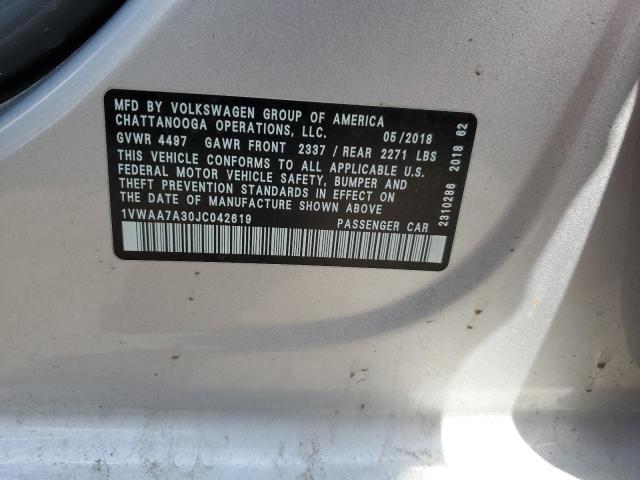 MFD BY VOLKSWAGEN GROUP OF AMERICA
CHATTANOOGA OPERATIONS, LLC. 05/2018
GVWR 4497 GAWR FRONT 2337 / REAR 2271 LBS
THIS VEHICLE CONFORMS TO ALL APPLICABLE U.S.
FEDERAL MOTOR VEHICLE SAFETY, BUMPER AND
THEFT PREVENTION STANDARDS IN EFFECT ON
THE DATE OF MANUFACTURE SHOWN ABOVE
1VWAA7A30JC042619 PASSENGER CAR
2310286 2018 62